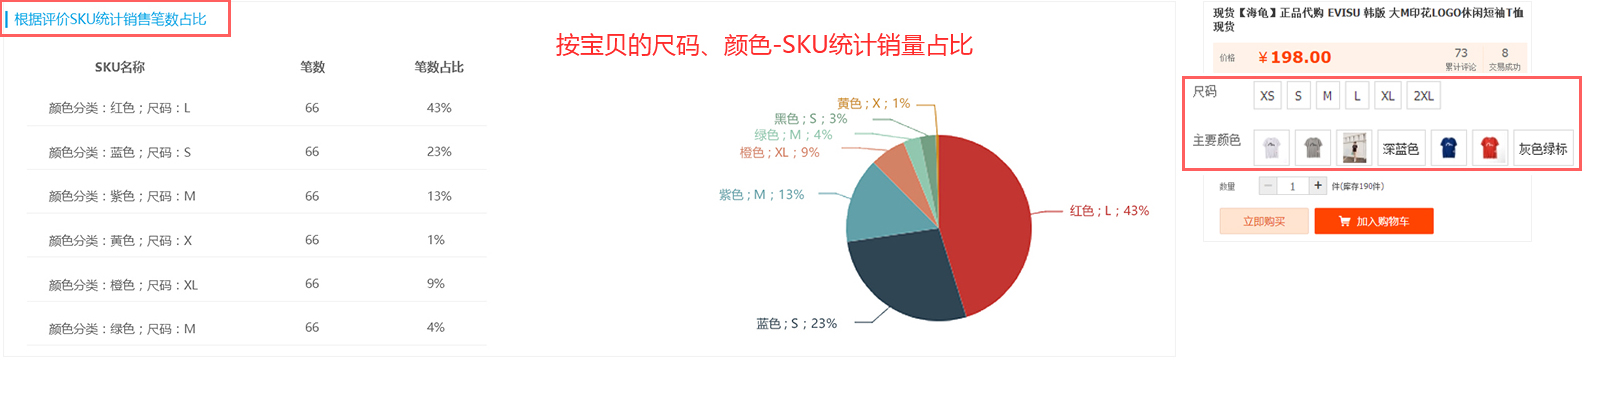 根据评价SKU统计销售笔数占比
按宝贝的尺码、颜色-SKU统计销量占比
SKU名称 笔数 笔数占比
颜色分类：红色；尺码：L 66 43%
颜色分类：蓝色；尺码：S 66 23%
颜色分类：紫色；尺码：M 66 13%
颜色分类：黄色；尺码：X 66 1%
颜色分类：橙色；尺码：XL 66 9%
颜色分类：绿色；尺码：M 66 4%
黄色；X；1%
黑色；S；3%
绿色；M；4%
橙色；XL；9%
紫色；M；13%
红色；L；43%
蓝色；S；23%
现货【海龟】正品代购 EVISU 韩版 大M印花LOGO休闲短袖T恤
现货
价格 ￥198.00 73 8
累计评论 交易成功
尺码 XS S M L XL 2XL
主要颜色 深蓝色 灰色绿标
数量 − 1 + 件(库存190件)
立即购买 加入购物车